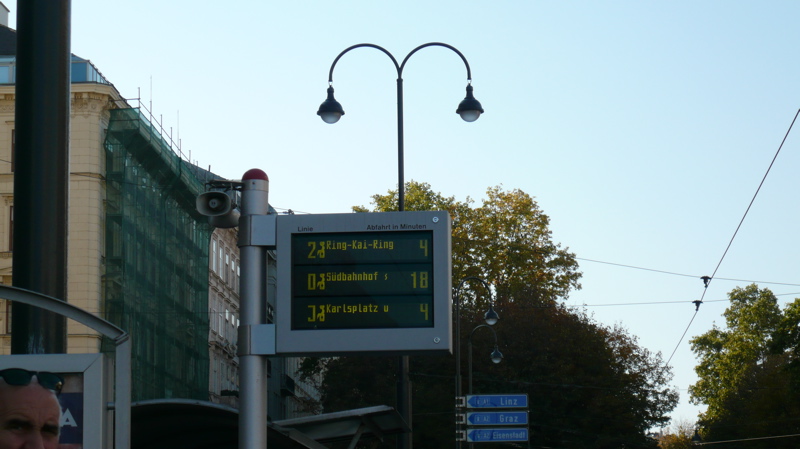 Linie Abfahrt in Minuten
2 Ring-Kai-Ring 4
O Südbahnhof S 18
J Karlsplatz U 4
Linz
Graz
Eisenstadt